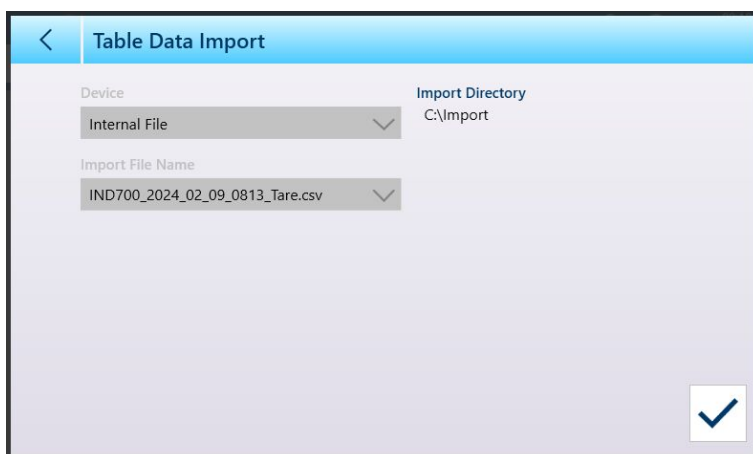 Table Data Import
Device
Internal File
Import File Name
IND700_2024_02_09_0813_Tare.csv
Import Directory
C:\Import